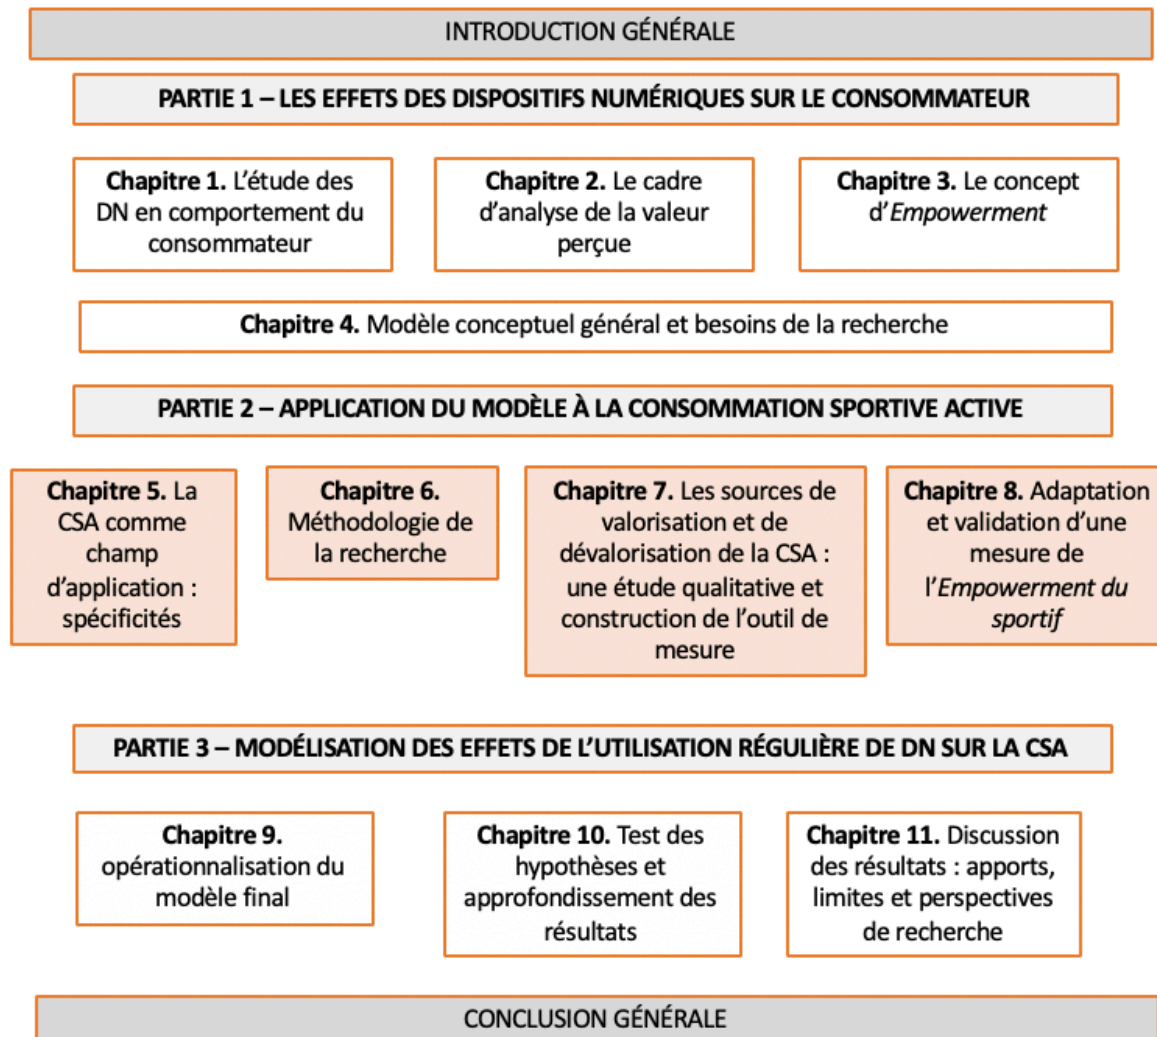 INTRODUCTION GÉNÉRALE
PARTIE 1 – LES EFFETS DES DISPOSITIFS NUMÉRIQUES SUR LE CONSOMMATEUR
Chapitre 1. L'étude des
DN en comportement du
consommateur
Chapitre 2. Le cadre
d'analyse de la valeur
perçue
Chapitre 3. Le concept
d'Empowerment
Chapitre 4. Modèle conceptuel général et besoins de la recherche
PARTIE 2 – APPLICATION DU MODÈLE À LA CONSOMMATION SPORTIVE ACTIVE
Chapitre 5. La
CSA comme
champ
d'application :
spécificités
Chapitre 6.
Méthodologie de
la recherche
Chapitre 7. Les sources de
valorisation et de
dévalorisation de la CSA :
une étude qualitative et
construction de l'outil de
mesure
Chapitre 8. Adaptation
et validation d'une
mesure de
l'Empowerment du
sportif
PARTIE 3 – MODÉLISATION DES EFFETS DE L'UTILISATION RÉGULIÈRE DE DN SUR LA CSA
Chapitre 9.
opérationnalisation du
modèle final
Chapitre 10. Test des
hypothèses et
approfondissement des
résultats
Chapitre 11. Discussion
des résultats : apports,
limites et perspectives
de recherche
CONCLUSION GÉNÉRALE